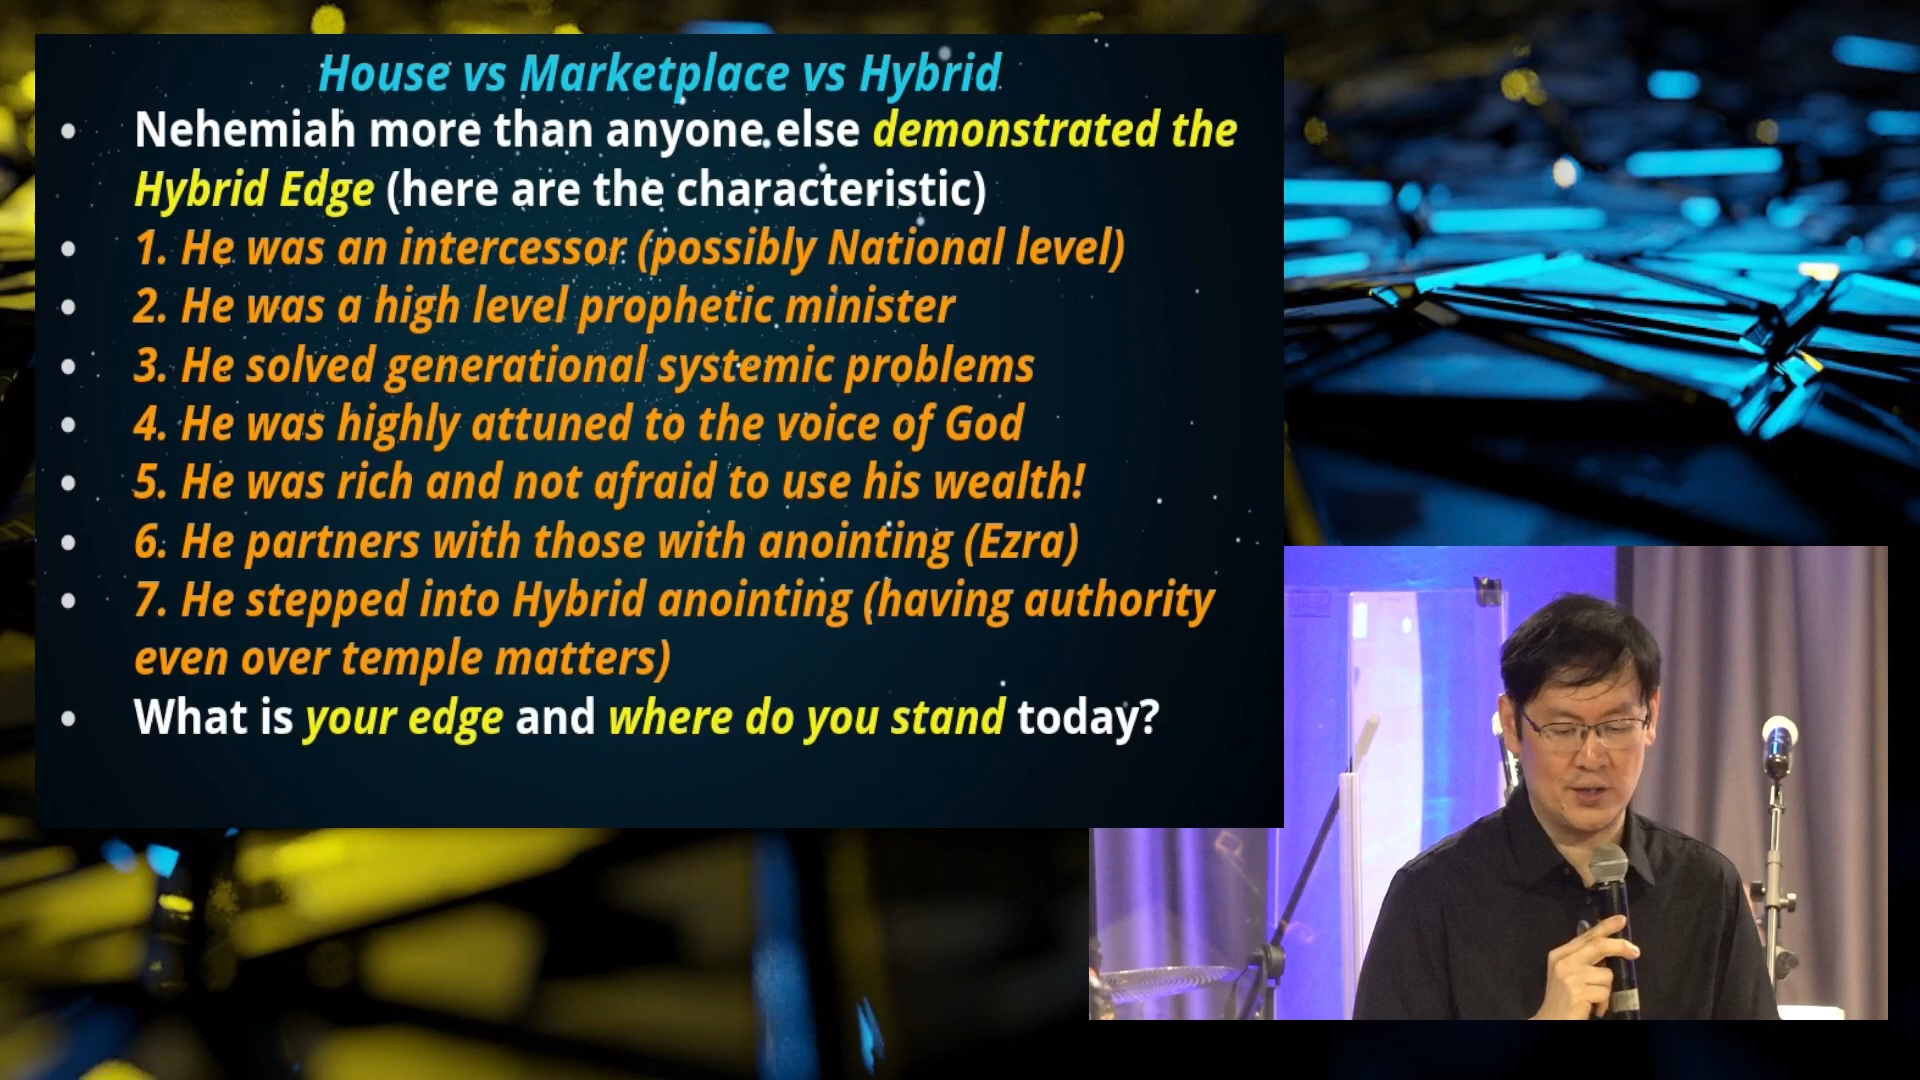 House vs Marketplace vs Hybrid
• Nehemiah more than anyone else demonstrated the
Hybrid Edge (here are the characteristic)
• 1. He was an intercessor (possibly National level)
• 2. He was a high level prophetic minister
• 3. He solved generational systemic problems
• 4. He was highly attuned to the voice of God
• 5. He was rich and not afraid to use his wealth!
• 6. He partners with those with anointing (Ezra)
• 7. He stepped into Hybrid anointing (having authority
even over temple matters)
• What is your edge and where do you stand today?